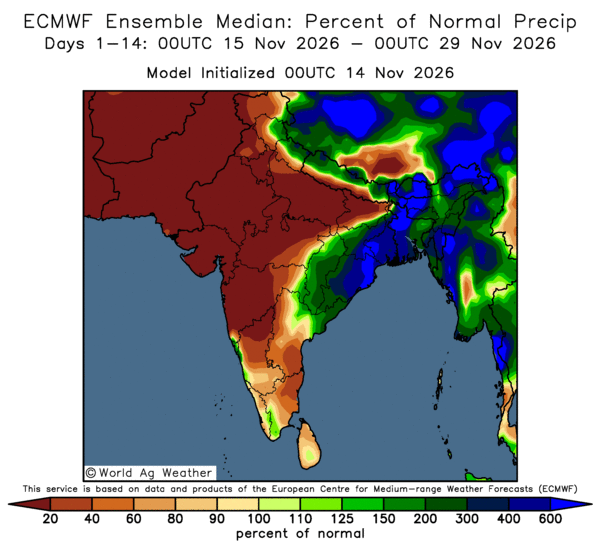 ECMWF Ensemble Median: Percent of Normal Precip
Days 1-14: 00UTC 15 Nov 2026 - 00UTC 29 Nov 2026
Model Initialized 00UTC 14 Nov 2026
© World Ag Weather
This service is based on data and products of the European Centre for Medium-range Weather Forecasts (ECMWF)
20 40 60 80 90 100 110 125 150 200 300 400 600
percent of normal